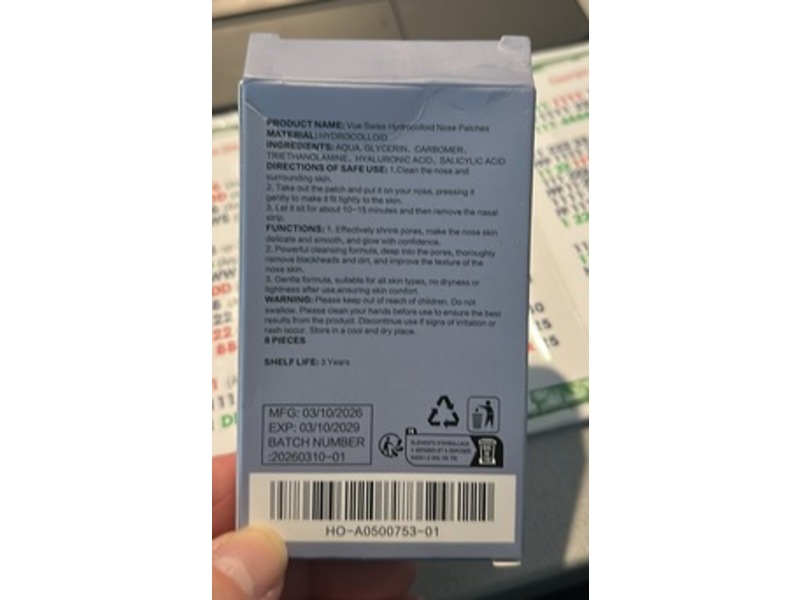 PRODUCT NAME: Vue Swiss Hydrocolloid Nose Patches
MATERIAL: HYDROCOLLOID
INGREDIENTS: AQUA, GLYCERIN, CARBOMER,
TRIETHANOLAMINE, HYALURONIC ACID, SALICYLIC ACID
DIRECTIONS OF SAFE USE: 1.Clean the nose and
surrounding skin.
2. Take out the patch and put it on your nose, pressing it
gently to make it fit tightly to the skin.
3. Let it sit for about 10-15 minutes and then remove the nasal
strip.
FUNCTIONS: 1. Effectively shrink pores, make the nose skin
delicate and smooth, and glow with confidence.
2. Powerful cleansing formula, deep into the pores, thoroughly
remove blackheads and dirt, and improve the texture of the
nose skin.
3. Gentle formula, suitable for all skin types, no dryness or
tightness after use,ensuring skin comfort.
WARNING: Please keep out of reach of children. Do not
swallow. Please clean your hands before use to ensure the best
results from the product. Discontinue use if signs of irritation or
rash occur. Store in a cool and dry place.
8 PIECES
SHELF LIFE: 3 Years
MFG: 03/10/2026
EXP: 03/10/2029
BATCH NUMBER
:20260310-01
HO-A0500753-01